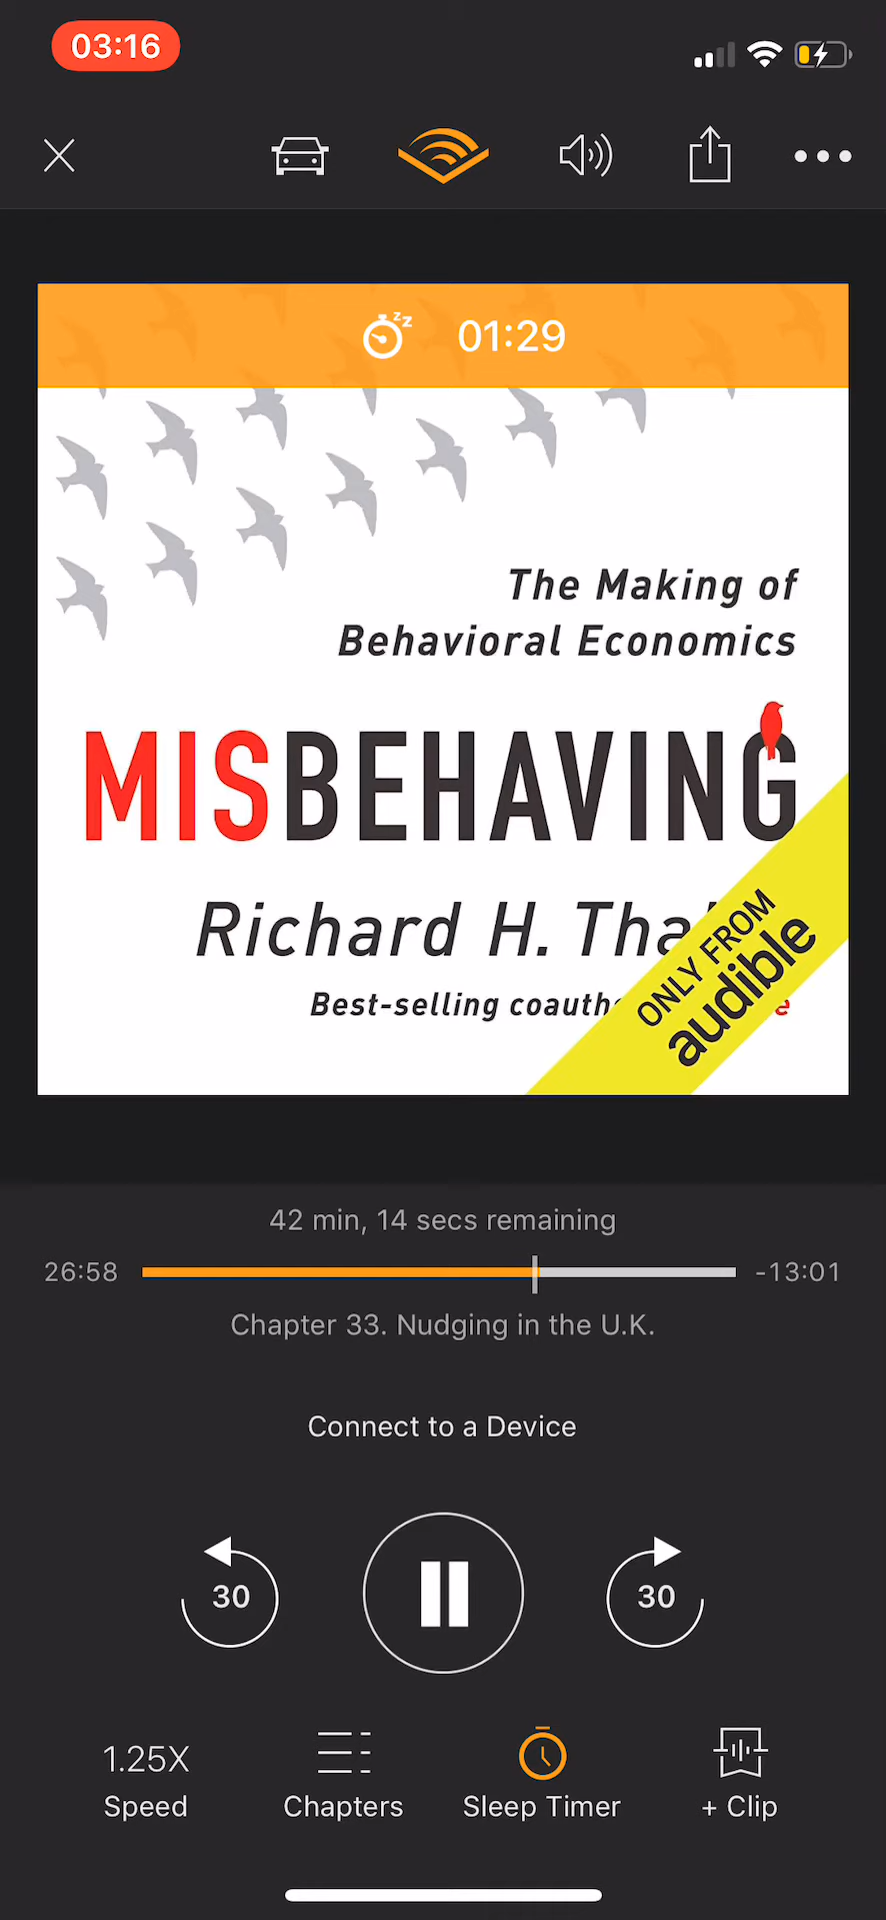 03:16
zz 01:29
The Making of
Behavioral Economics
MISBEHAVING
Richard H.
Best-selling
ONLY FROM
audible
42 min, 14 secs remaining
26:58 -13:01
Chapter 33. Nudging in the U.K.
Connect to a Device
30 30
1.25X
Speed Chapters Sleep Timer + Clip